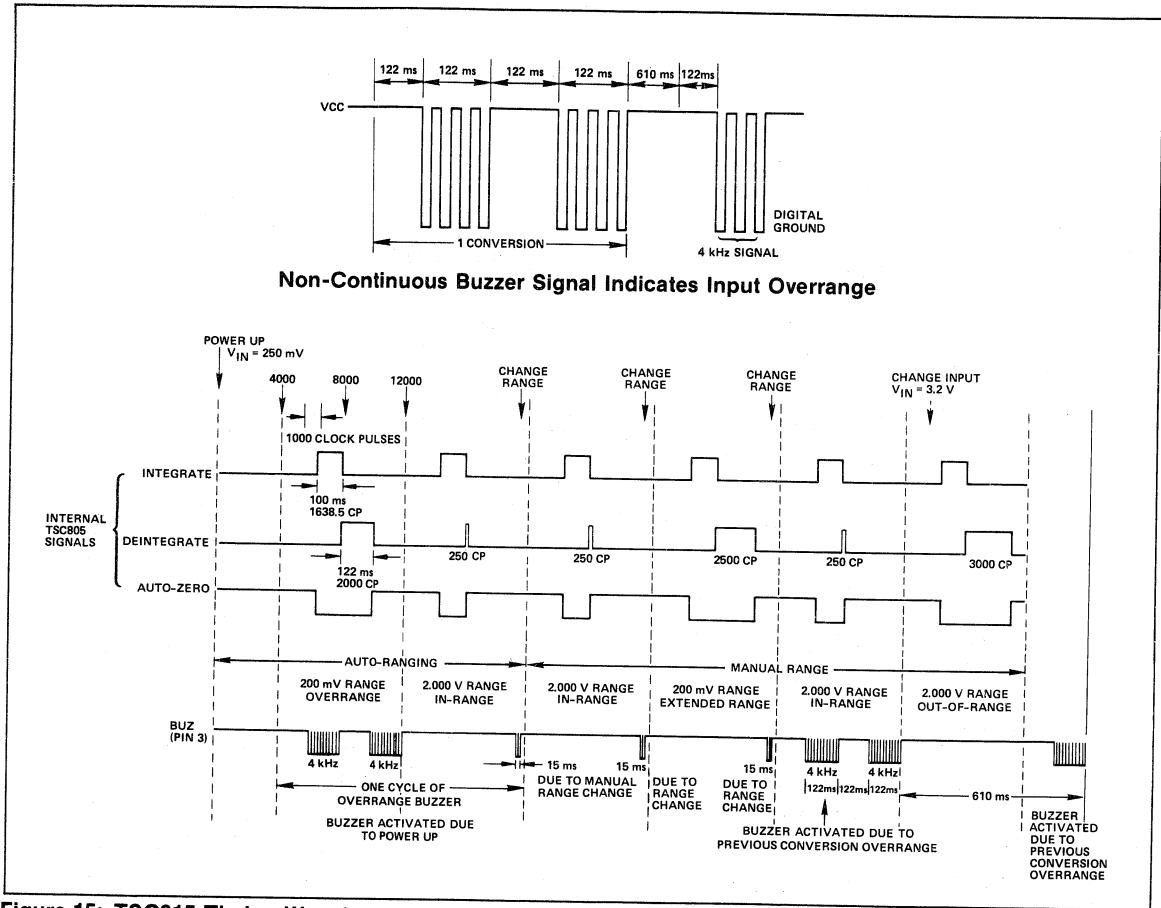 122 ms 122 ms 122 ms 122 ms 610 ms 122ms
VCC
DIGITAL
GROUND
1 CONVERSION
4 kHz SIGNAL
Non-Continuous Buzzer Signal Indicates Input Overrange
POWER UP
VIN = 250 mV
4000 8000 12000
CHANGE
RANGE
CHANGE
RANGE
CHANGE
RANGE
CHANGE INPUT
VIN = 3.2 V
1000 CLOCK PULSES
INTEGRATE
100 ms
1638.5 CP
INTERNAL
TSC805
SIGNALS
DEINTEGRATE
122 ms
2000 CP
250 CP 250 CP 2500 CP 250 CP 3000 CP
AUTO-ZERO
AUTO-RANGING MANUAL RANGE
200 mV RANGE
OVERRANGE
2.000 V RANGE
IN-RANGE
2.000 V RANGE
IN-RANGE
200 mV RANGE
EXTENDED RANGE
2.000 V RANGE
IN-RANGE
2.000 V RANGE
OUT-OF-RANGE
BUZ
(PIN 3)
4 kHz 4 kHz 15 ms 15 ms 15 ms 4 kHz 4 kHz
122ms 122ms 122ms
610 ms
ONE CYCLE OF
OVERRANGE BUZZER
DUE TO MANUAL
RANGE CHANGE
DUE TO
RANGE
CHANGE
DUE TO
RANGE
CHANGE
BUZZER ACTIVATED DUE
TO POWER UP
BUZZER ACTIVATED DUE TO
PREVIOUS CONVERSION OVERRANGE
BUZZER
ACTIVATED
DUE TO
PREVIOUS
CONVERSION
OVERRANGE